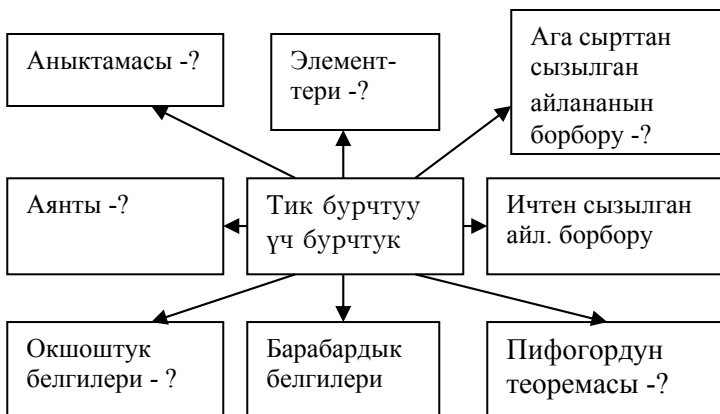 Аныктамасы -?
Элемент-
тери -?
Ага сырттан
сызылган
айлананын
борбору -?
Аянты -?
Тик бурчтуу
үч бурчтук
Ичтен сызылган
айл. борбору
Окшоштук
белгилери - ?
Барабардык
белгилери
Пифогордун
теоремасы -?